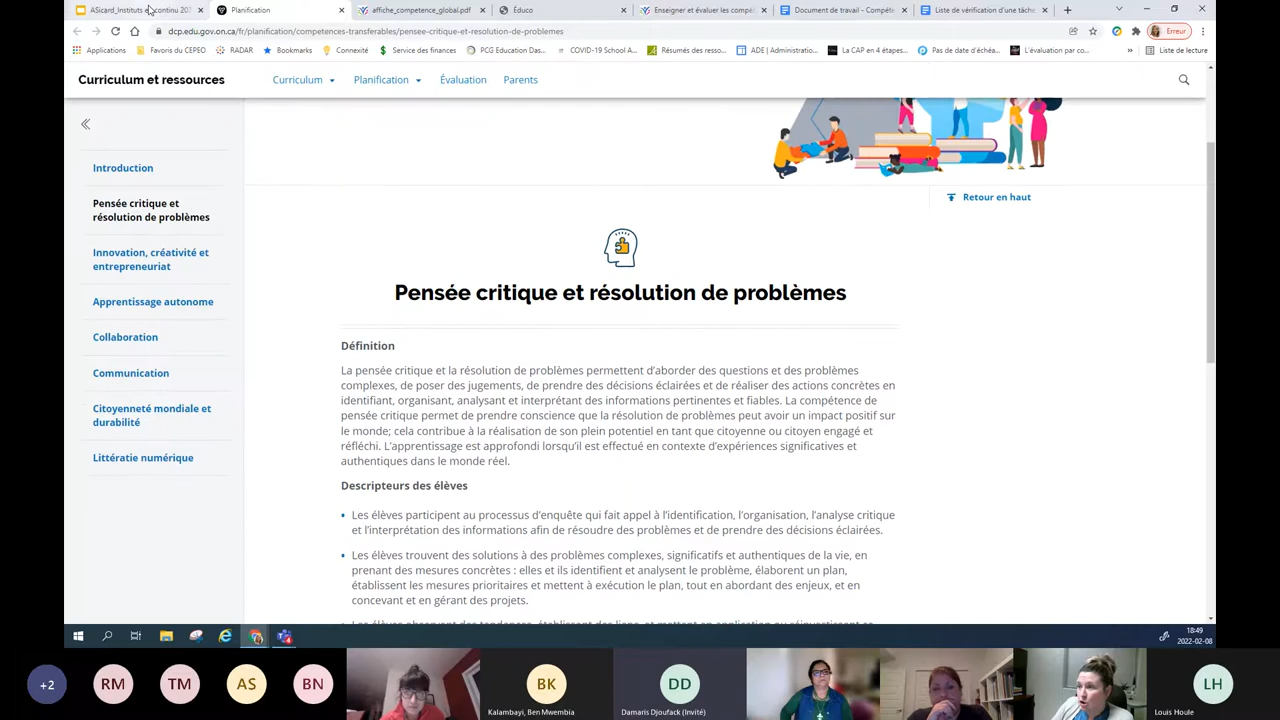 ASicard_Instituts e continu 202
Planification
affiche_competence_global.pdf
Éduco
Enseigner et évaluer les compé
Document de travail - Compéte
Liste de vérification d'une tâche
dcp.edu.gov.on.ca/fr/planification/competences-transferables/pensee-critique-et-resolution-de-problemes
Erreur
Applications
Favoris du CEPEO
RADAR
Bookmarks
Connexité
Service des finances
PCG Education Das...
COVID-19 School A...
Résumés des resso...
ADE | Administratio...
La CAP en 4 étapes...
Pas de date d'échéa...
L'évaluation par co...
»
Liste de lecture
Curriculum et ressources
Curriculum
Planification
Évaluation
Parents
Introduction
Pensée critique et
résolution de problèmes
Innovation, créativité et
entrepreneuriat
Apprentissage autonome
Collaboration
Communication
Citoyenneté mondiale et
durabilité
Littératie numérique
Retour en haut
Pensée critique et résolution de problèmes
Définition
La pensée critique et la résolution de problèmes permettent d'aborder des questions et des problèmes
complexes, de poser des jugements, de prendre des décisions éclairées et de réaliser des actions concrètes en
identifiant, organisant, analysant et interprétant des informations pertinentes et fiables. La compétence de
pensée critique permet de prendre conscience que la résolution de problèmes peut avoir un impact positif sur
le monde; cela contribue à la réalisation de son plein potentiel en tant que citoyenne ou citoyen engagé et
réfléchi. L'apprentissage est approfondi lorsqu'il est effectué en contexte d'expériences significatives et
authentiques dans le monde réel.
Descripteurs des élèves
• Les élèves participent au processus d'enquête qui fait appel à l'identification, l'organisation, l'analyse critique
et l'interprétation des informations afin de résoudre des problèmes et de prendre des décisions éclairées.
• Les élèves trouvent des solutions à des problèmes complexes, significatifs et authentiques de la vie, en
prenant des mesures concrètes : elles et ils identifient et analysent le problème, élaborent un plan,
établissent les mesures prioritaires et mettent à exécution le plan, tout en abordant des enjeux, et en
concevant et en gérant des projets.
18:49
2022-02-08
+2
RM
TM
AS
BN
BK
Kalambayi, Ben Mwembia
DD
Damaris Djoufack (Invité)
LH
Louis Houle